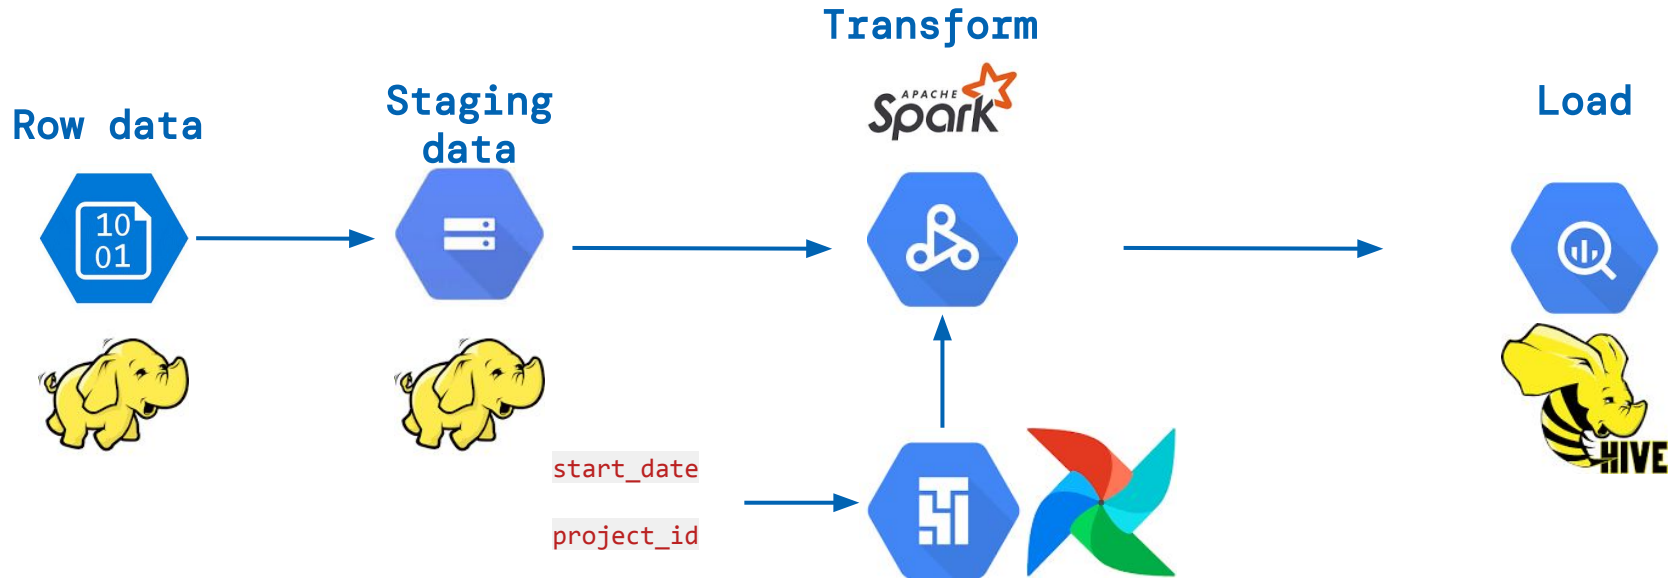 Transform
APACHE
Spark
Row data
Staging
data
Load
10
01
start_date
project_id
HIVE